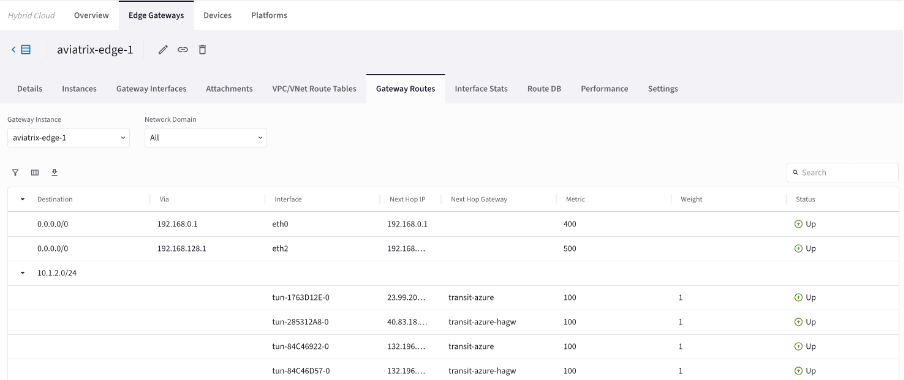 Hybrid Cloud Overview Edge Gateways Devices Platforms
aviatrix-edge-1
Details Instances Gateway Interfaces Attachments VPC/VNet Route Tables Gateway Routes Interface Stats Route DB Performance Settings
Gateway Instance Network Domain
aviatrix-edge-1 All
Search
Destination Via Interface Next Hop IP Next Hop Gateway Metric Weight Status
0.0.0.0/0 192.168.0.1 eth0 192.168.0.1 400 Up
0.0.0.0/0 192.168.128.1 eth2 192.168.... 500 Up
10.1.2.0/24
tun-1763D12E-0 23.99.20... transit-azure 100 1 Up
tun-285312A8-0 40.83.18.... transit-azure-hagw 100 1 Up
tun-84C46922-0 132.196.... transit-azure 100 1 Up
tun-84C46D57-0 132.196.... transit-azure-hagw 100 1 Up